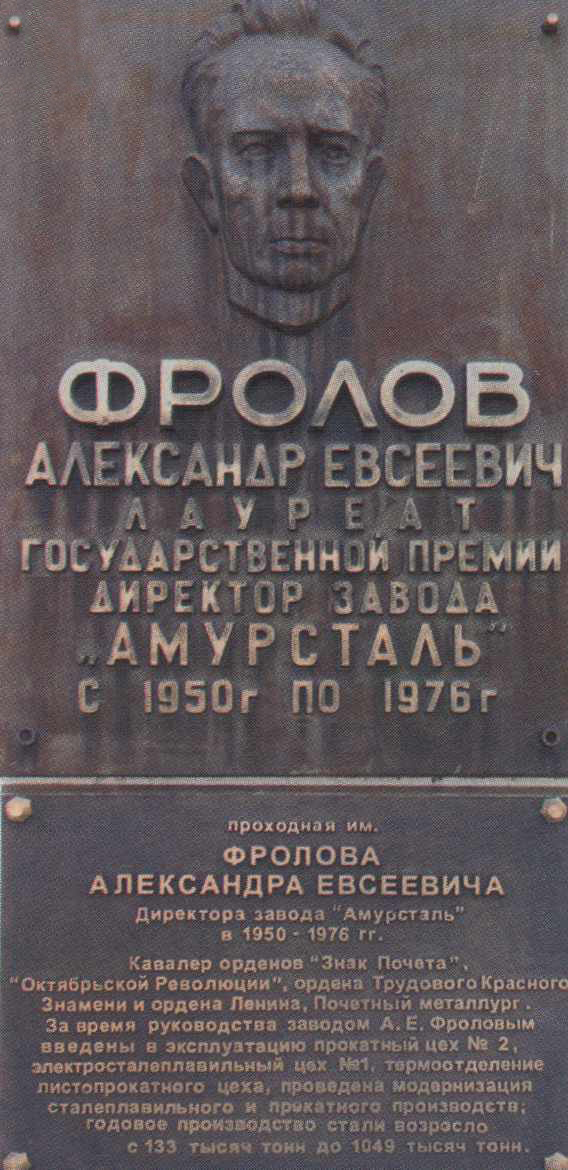 ФРОЛОВ
АЛЕКСАНДР ЕВСЕЕВИЧ
ЛАУРЕАТ
ГОСУДАРСТВЕННОЙ ПРЕМИИ
ДИРЕКТОР ЗАВОДА
„АМУРСТАЛЬ”
С 1950г ПО 1976г
проходная им.
ФРОЛОВА
АЛЕКСАНДРА ЕВСЕЕВИЧА
Директора завода "Амурсталь"
в 1950 - 1976 гг.
Кавалер орденов "Знак Почета",
"Октябрьской Революции", ордена Трудового Красного
Знамени и ордена Ленина, Почетный металлург.
За время руководства заводом А. Е. Фроловым
введены в эксплуатацию прокатный цех № 2,
электросталеплавильный цех №1, термоотделение
листопрокатного цеха, проведена модернизация
сталеплавильного и прокатного производств;
годовое производство стали возросло
с 133 тысяч тонн до 1049 тысяч тонн.